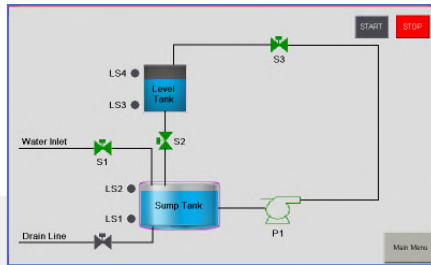 START
STOP
S3
LS4
Level
Tank
LS3
Water Inlet
S2
S1
LS2
Sump Tank
LS1
P1
Drain Line
Main Menu